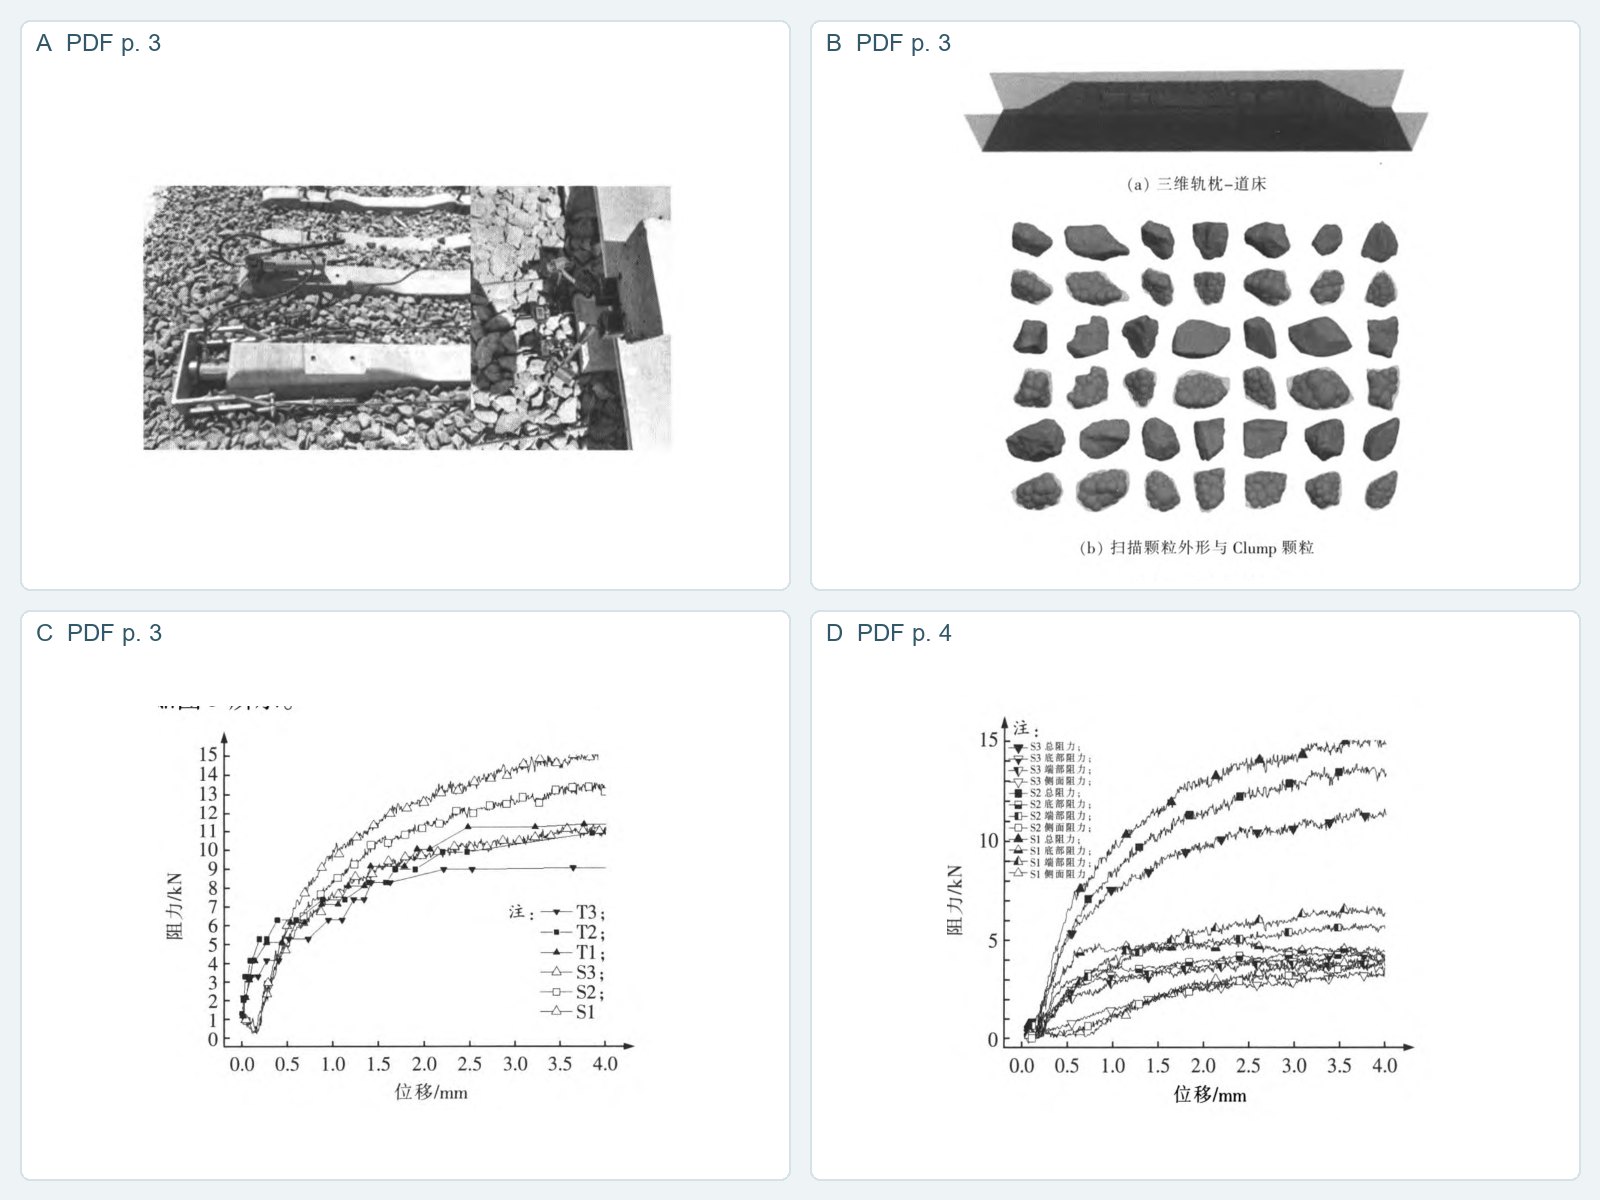 A PDF p. 3
B PDF p. 3
(a) 三维轨枕-道床
(b) 扫描颗粒外形与 Clump 颗粒
C PDF p. 3
15
14
13
12
11
10
9
8
7
6
5
4
3
2
1
0
阻力/kN
注:
T3;
T2;
T1;
S3;
S2;
S1
0.0 0.5 1.0 1.5 2.0 2.5 3.0 3.5 4.0
位移/mm
D PDF p. 4
注:
S3 总阻力;
S3 底部阻力;
S3 端部阻力;
S3 侧面阻力;
S2 总阻力;
S2 底部阻力;
S2 端部阻力;
S2 侧面阻力;
S1 总阻力;
S1 底部阻力;
S1 端部阻力;
S1 侧面阻力;
15
10
5
0
阻力/kN
0.0 0.5 1.0 1.5 2.0 2.5 3.0 3.5 4.0
位移/mm